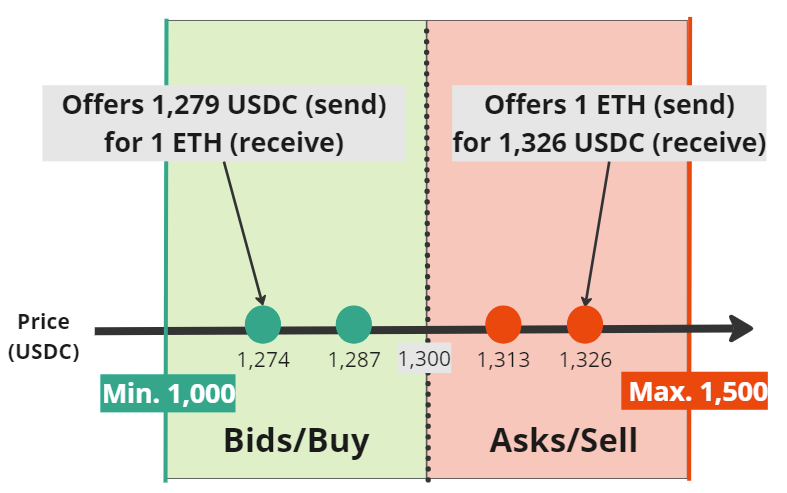 Offers 1,279 USDC (send)
for 1 ETH (receive)
Offers 1 ETH (send)
for 1,326 USDC (receive)
Price
(USDC)
1,274
1,287
1,300
1,313
1,326
Min. 1,000
Max. 1,500
Bids/Buy
Asks/Sell